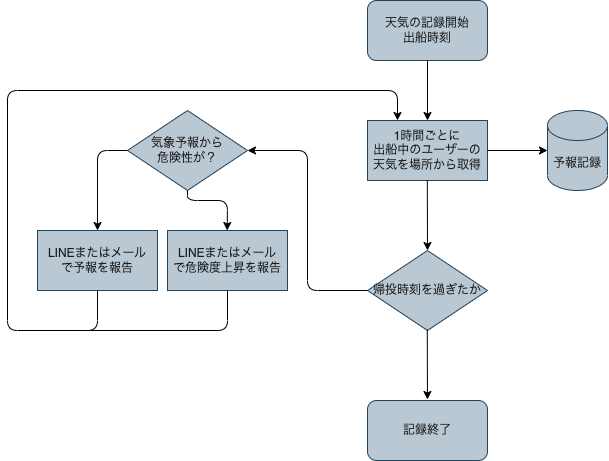 天気の記録開始
出船時刻
1時間ごとに
出船中のユーザーの
天気を場所から取得
予報記録
気象予報から
危険性が？
LINEまたはメール
で予報を報告
LINEまたはメール
で危険度上昇を報告
帰投時刻を過ぎたか
記録終了